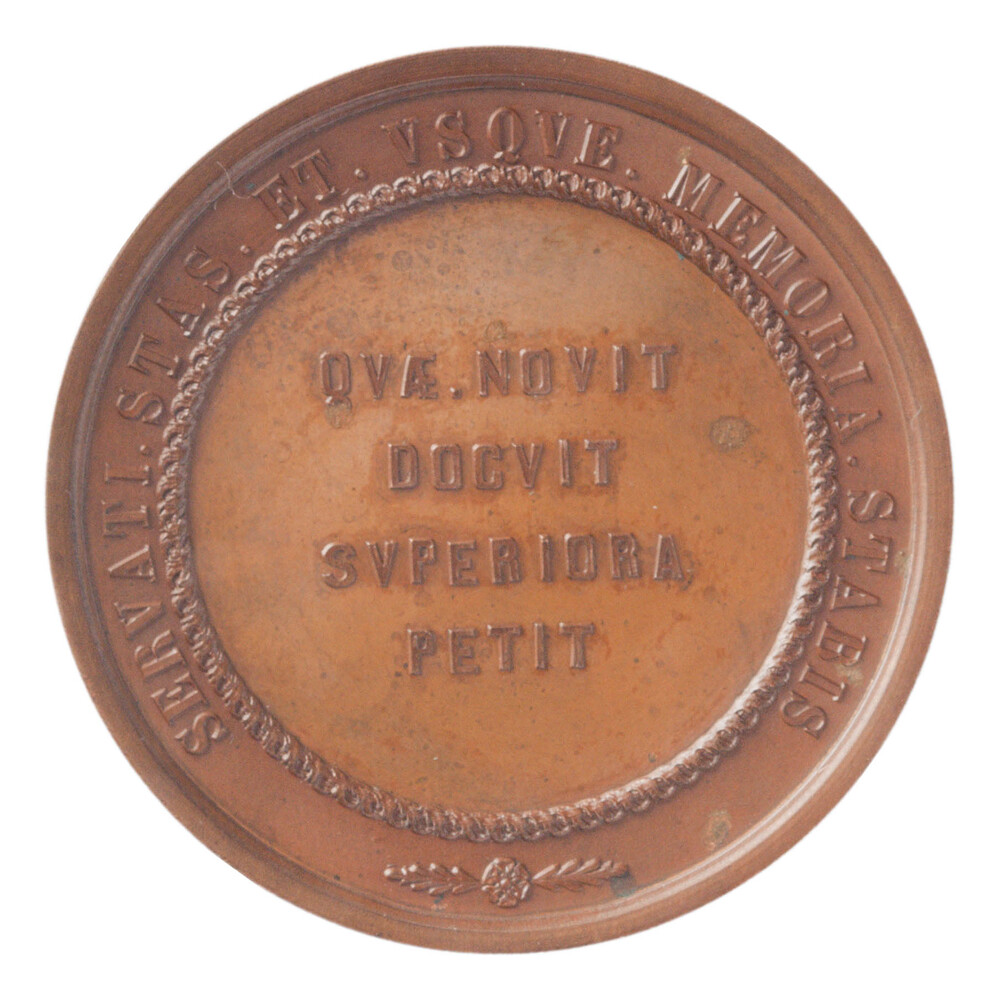 SERVATI.STAS.ET.VSQVE.MEMORIA.STABIS
QVÆ.NOVIT
DOCVIT
SVPERIORA
PETIT